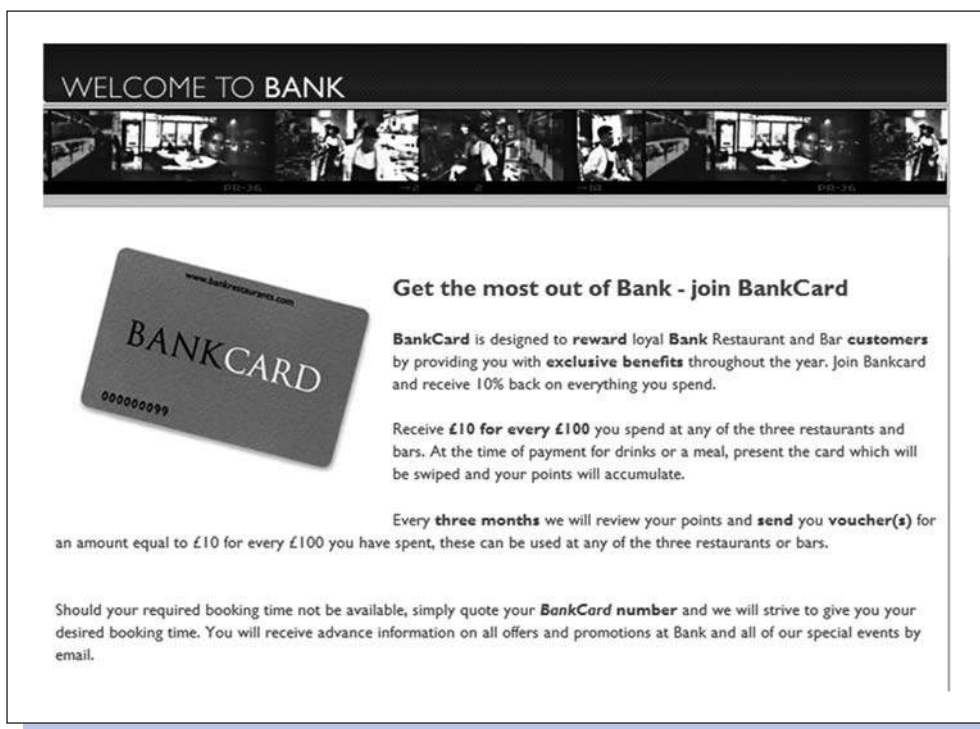 WELCOME TO BANK
PR-36
→2
2
→18
PR-36
www.bankrestaurants.com
BANKCARD
000000099
Get the most out of Bank - join BankCard
BankCard is designed to reward loyal Bank Restaurant and Bar customers
by providing you with exclusive benefits throughout the year. Join Bankcard
and receive 10% back on everything you spend.
Receive £10 for every £100 you spend at any of the three restaurants and
bars. At the time of payment for drinks or a meal, present the card which will
be swiped and your points will accumulate.
Every three months we will review your points and send you voucher(s) for
an amount equal to £10 for every £100 you have spent, these can be used at any of the three restaurants or bars.
Should your required booking time not be available, simply quote your BankCard number and we will strive to give you your
desired booking time. You will receive advance information on all offers and promotions at Bank and all of our special events by
email.